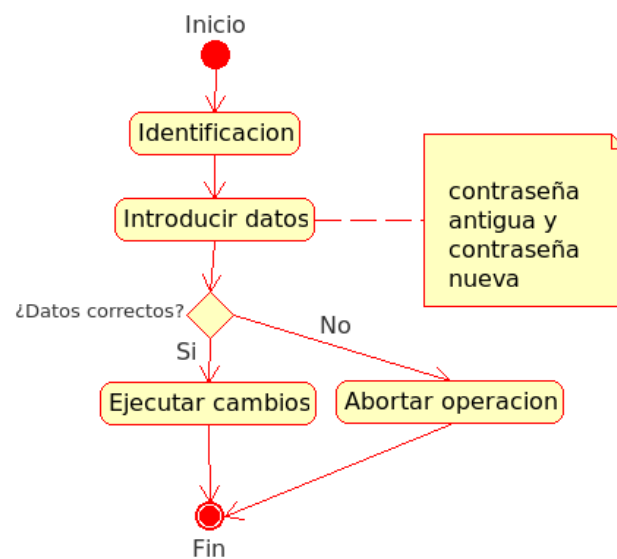 Inicio
Identificacion
Introducir datos
contraseña
antigua y
contraseña
nueva
¿Datos correctos?
No
Si
Ejecutar cambios
Abortar operacion
Fin